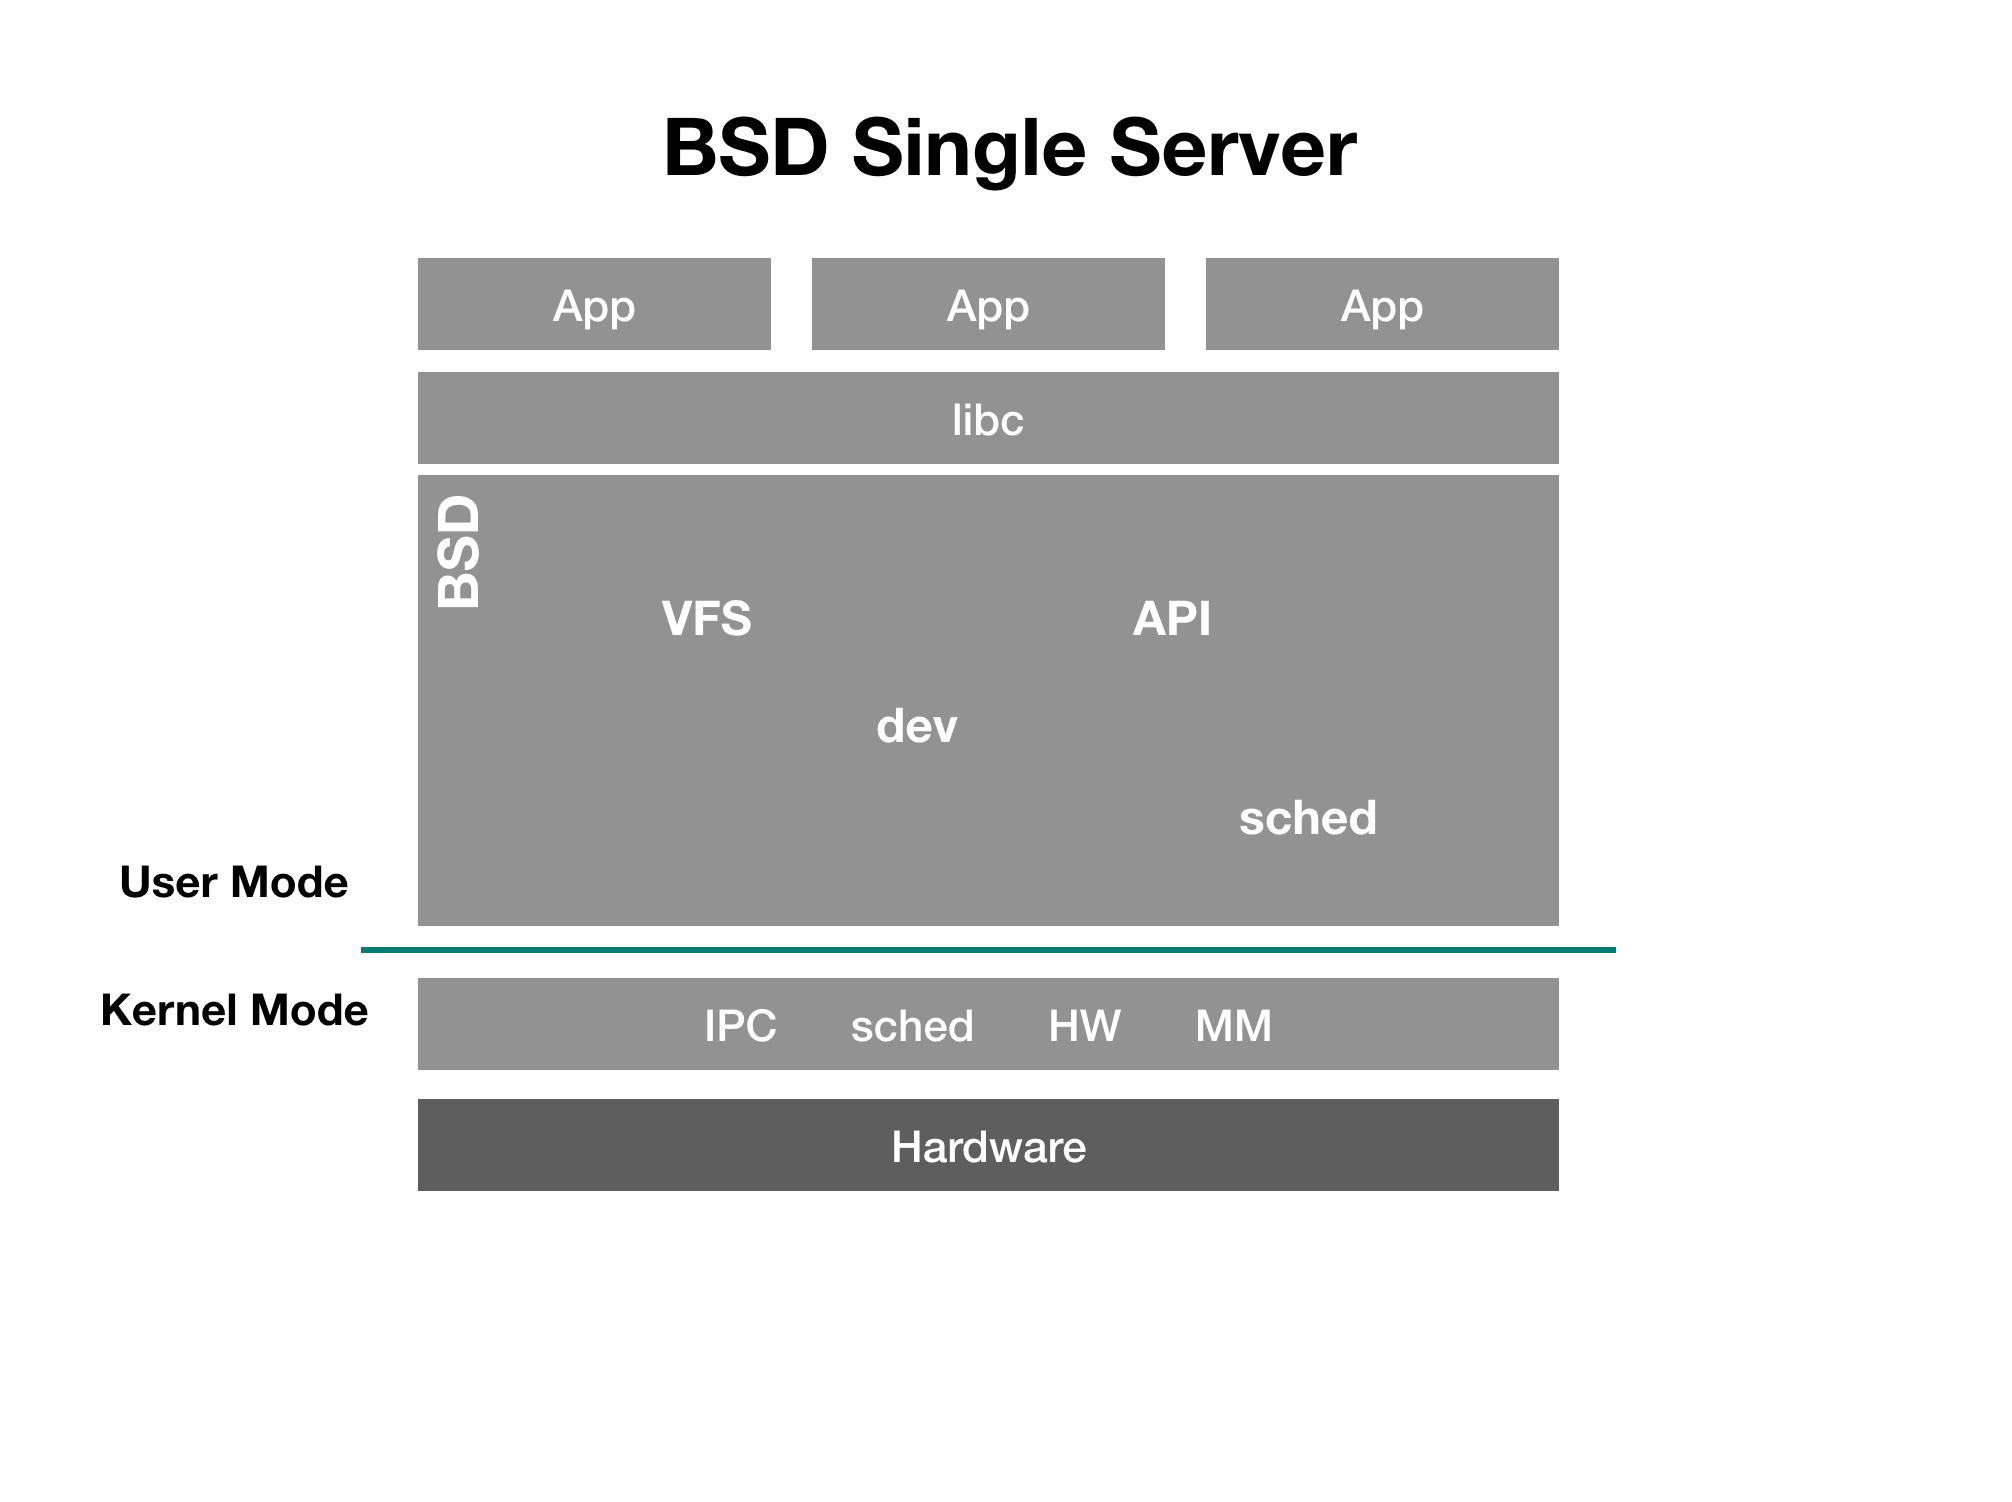 BSD Single Server
App App App
libc
BSD
VFS API
dev
sched
User Mode
Kernel Mode
IPC sched HW MM
Hardware